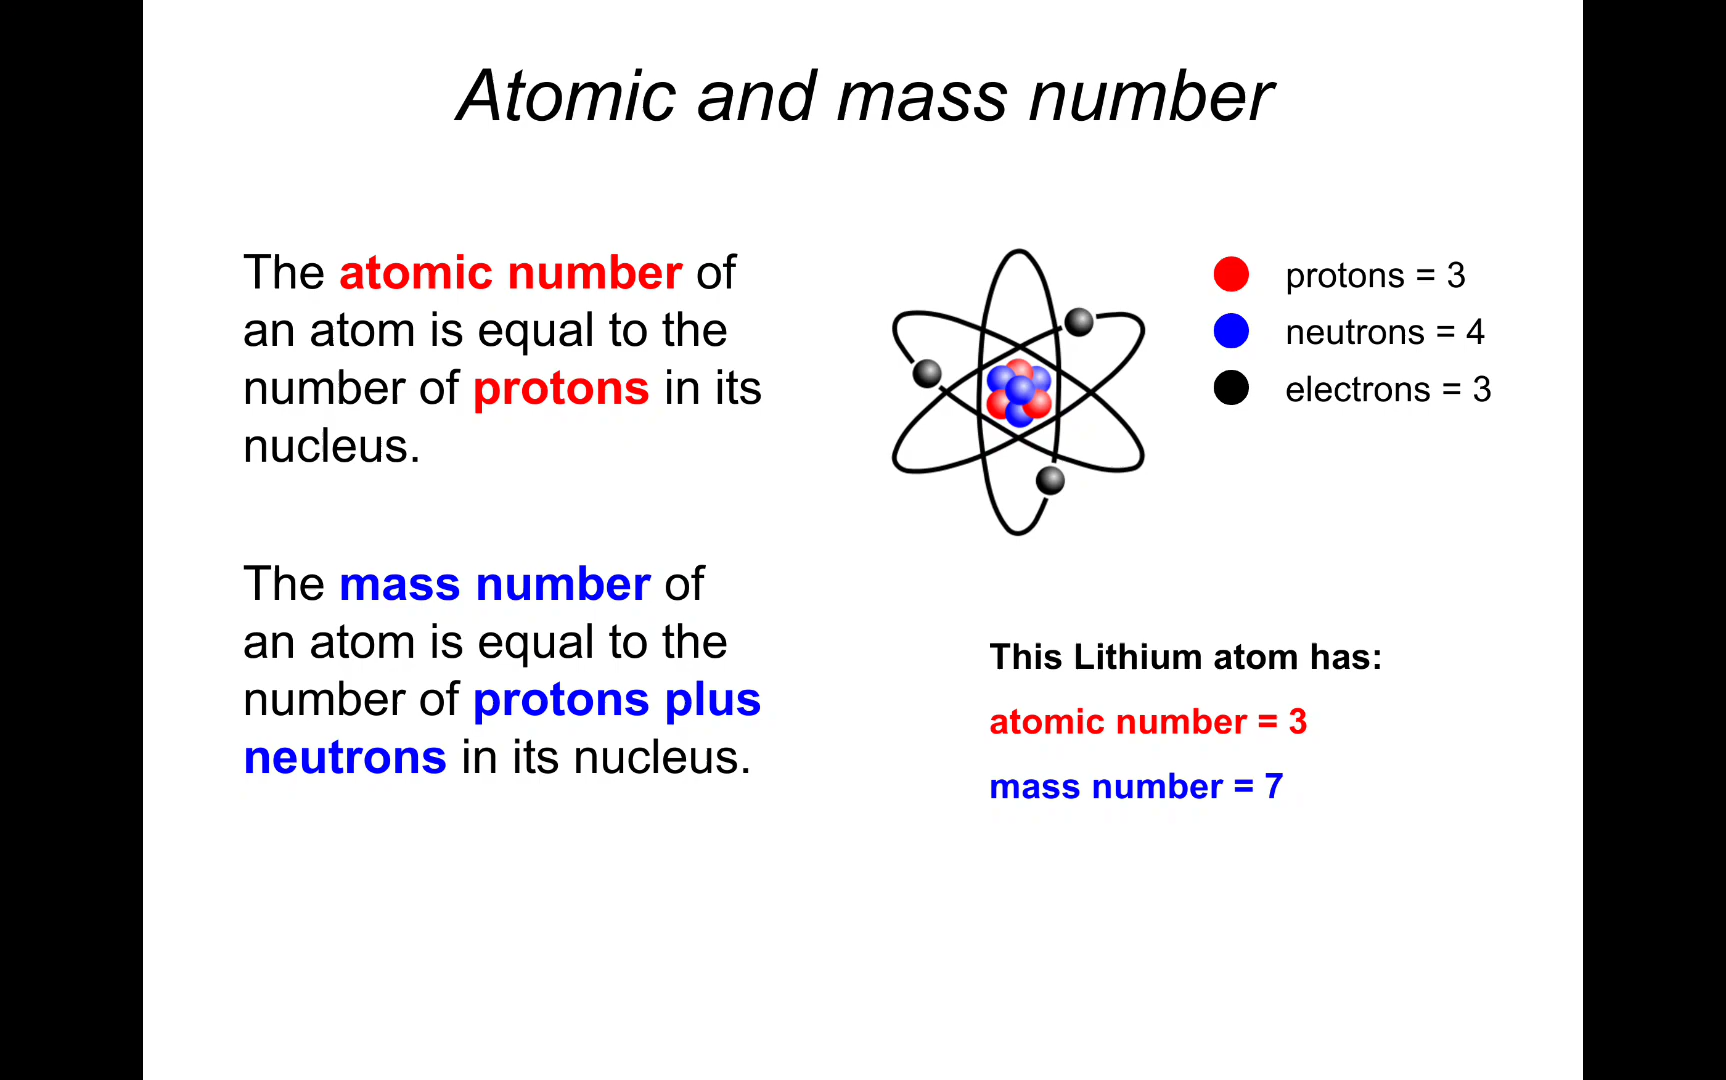 Atomic and mass number
The atomic number of
an atom is equal to the
number of protons in its
nucleus.
The mass number of
an atom is equal to the
number of protons plus
neutrons in its nucleus.
protons = 3
neutrons = 4
electrons = 3
This Lithium atom has:
atomic number = 3
mass number = 7